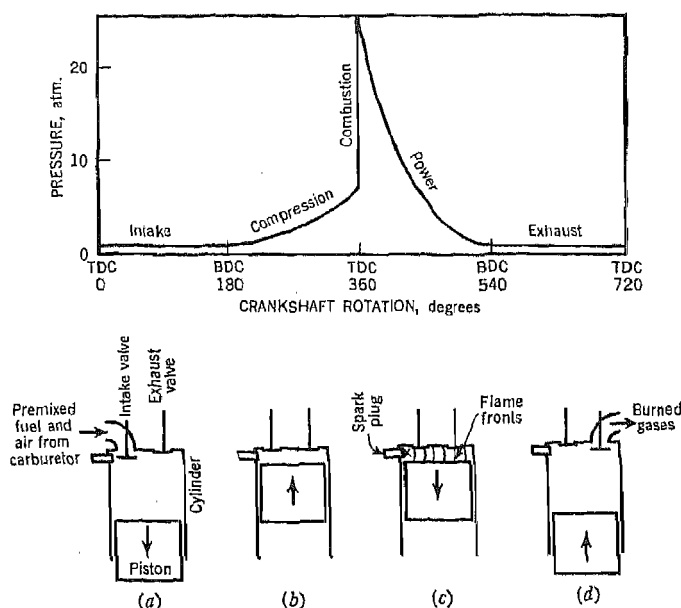 PRESSURE, atm.
20
10
0
Intake
Compression
Combustion
Power
Exhaust
TDC BDC TDC BDC TDC
0 180 360 540 720
CRANKSHAFT ROTATION, degrees
Premixed
fuel and
air from
carburetor
Intake valve
Exhaust
valve
Cylinder
Piston
Spark
plug
Flame
fronts
Burned
gases
(a) (b) (c) (d)